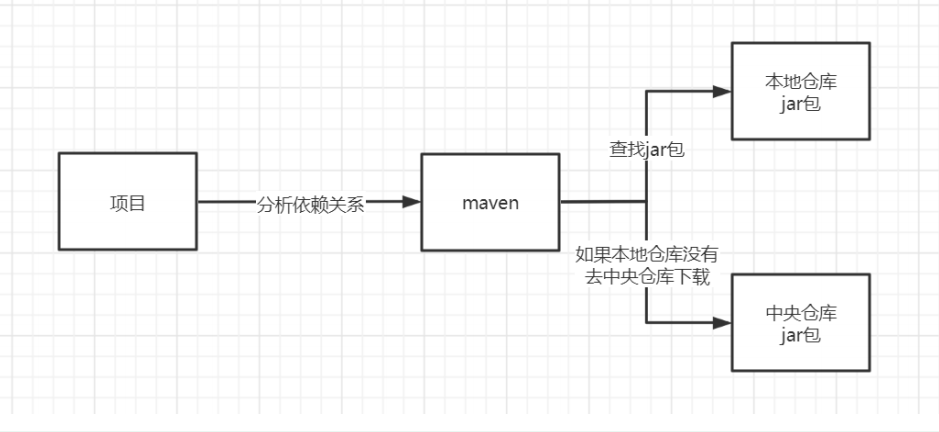 项目
分析依赖关系
maven
查找jar包
本地仓库
jar包
如果本地仓库没有
去中央仓库下载
中央仓库
jar包